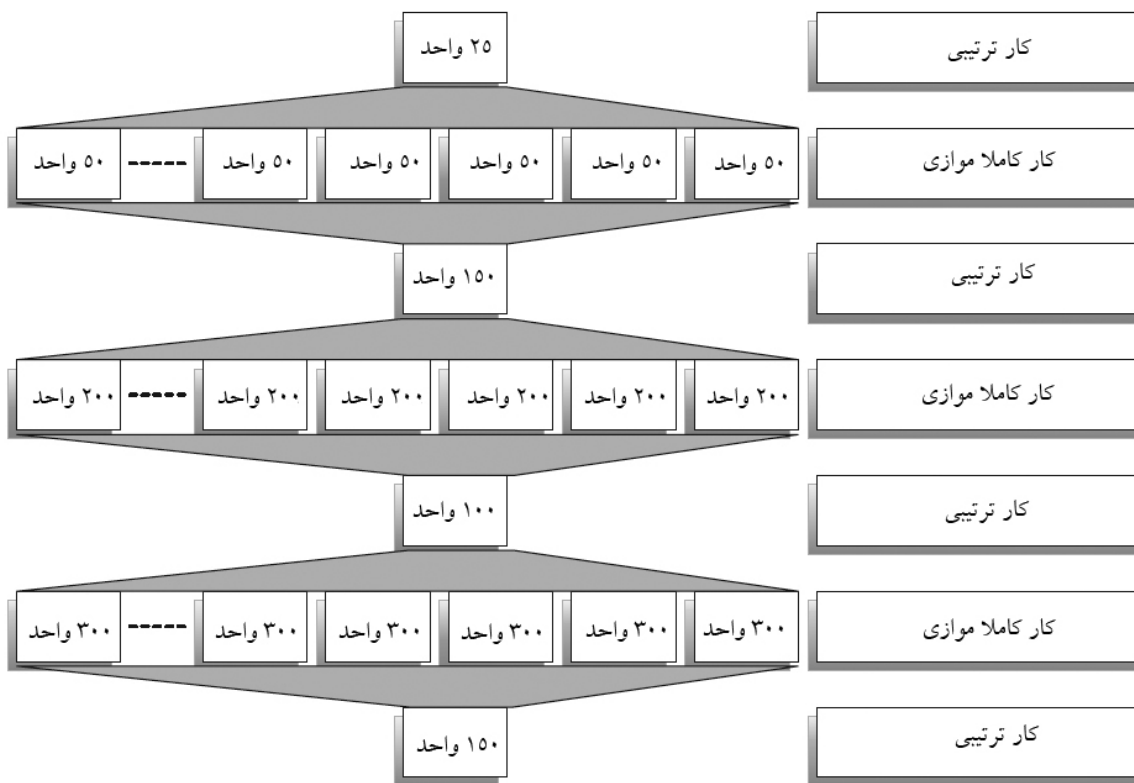 کار ترتیبی
۲۵ واحد
کار کاملا موازی
۵۰ واحد ۵۰ واحد ۵۰ واحد ۵۰ واحد ۵۰ واحد ----- ۵۰ واحد
کار ترتیبی
۱۵۰ واحد
کار کاملا موازی
۲۰۰ واحد ۲۰۰ واحد ۲۰۰ واحد ۲۰۰ واحد ۲۰۰ واحد ----- ۲۰۰ واحد
کار ترتیبی
۱۰۰ واحد
کار کاملا موازی
۳۰۰ واحد ۳۰۰ واحد ۳۰۰ واحد ۳۰۰ واحد ۳۰۰ واحد ----- ۳۰۰ واحد
کار ترتیبی
۱۵۰ واحد